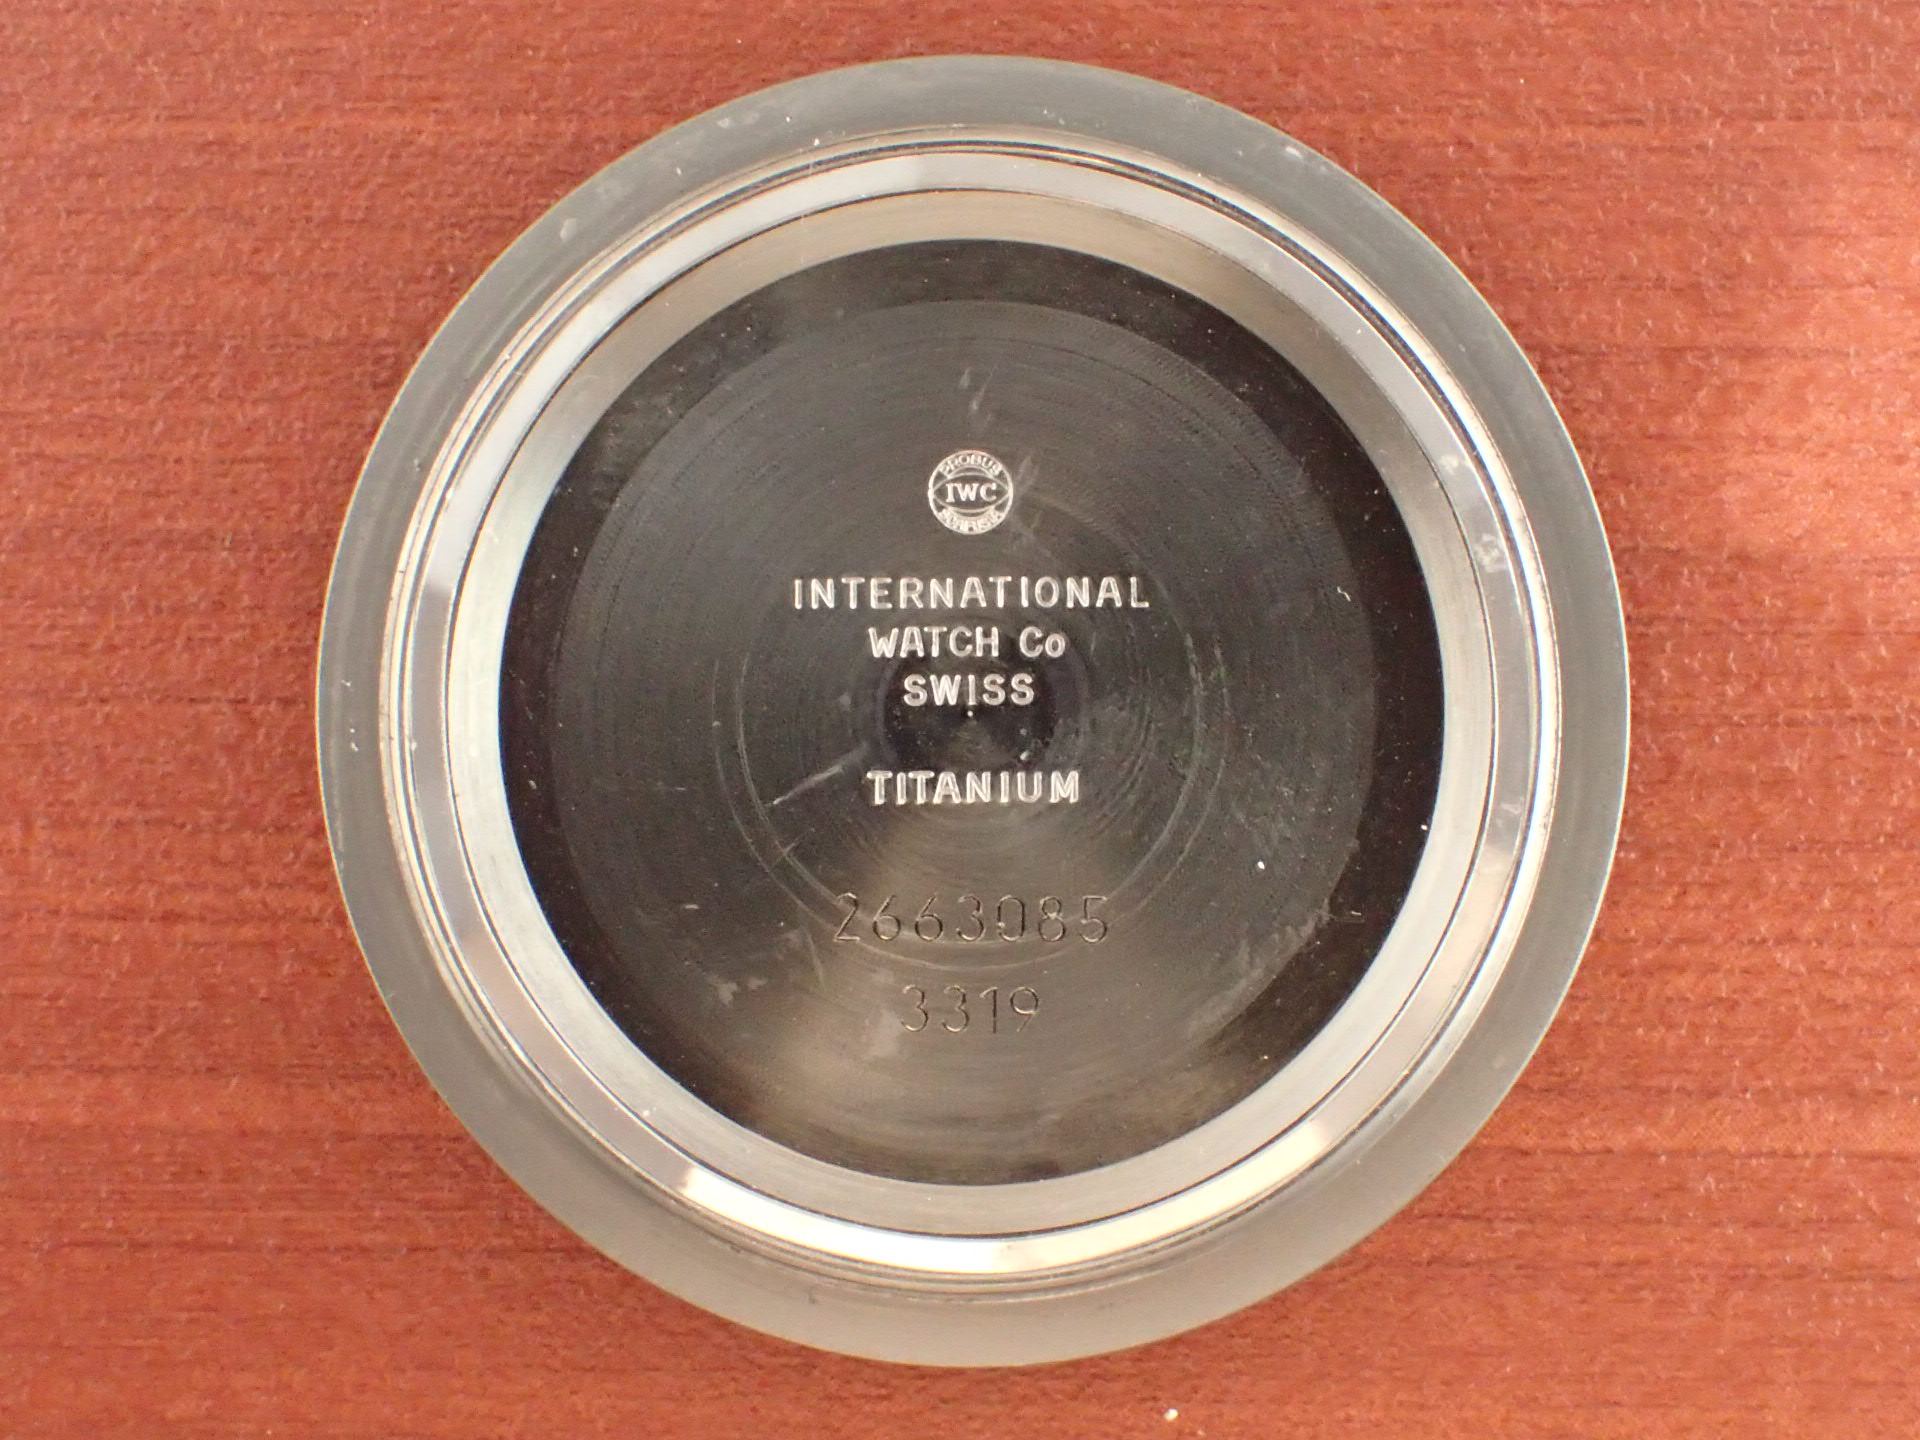 PROBUS
IWC
SCAFUSIA
INTERNATIONAL
WATCH Co
SWISS
TITANIUM
2663085
3319